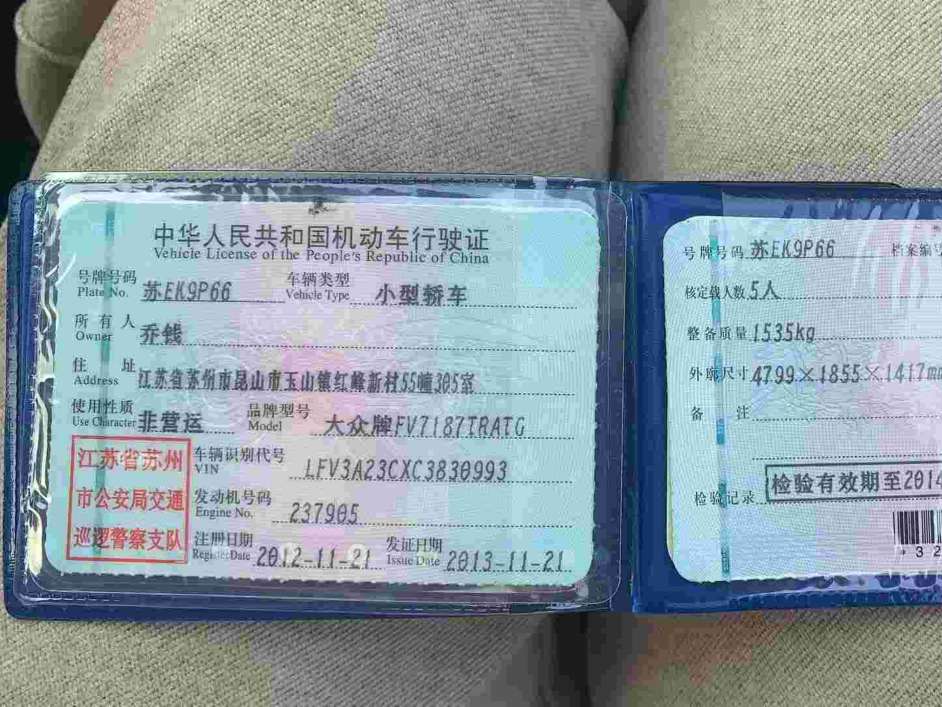 中华人民共和国机动车行驶证
Vehicle License of the People's Republic of China
号牌号码 苏EK9P66 车辆类型 小型轿车
Plate No. Vehicle Type
所有人 乔钱
Owner
住址 江苏省苏州市昆山市玉山镇红峰新村55幢305室
Address
使用性质 非营运 品牌型号 大众牌FV7187TRATG
Use Character Model
江苏省苏州
市公安局交通
巡逻警察支队
车辆识别代号 LFV3A23CXC3830993
VIN
发动机号码 237905
Engine No.
注册日期 2012-11-21 发证日期 2013-11-21
Register Date Issue Date
号牌号码 苏EK9P66 档案编号
核定载人数 5人
整备质量 1535kg
外廓尺寸 4799×1855×1417mm
备注
检验记录 检验有效期至2014
*32